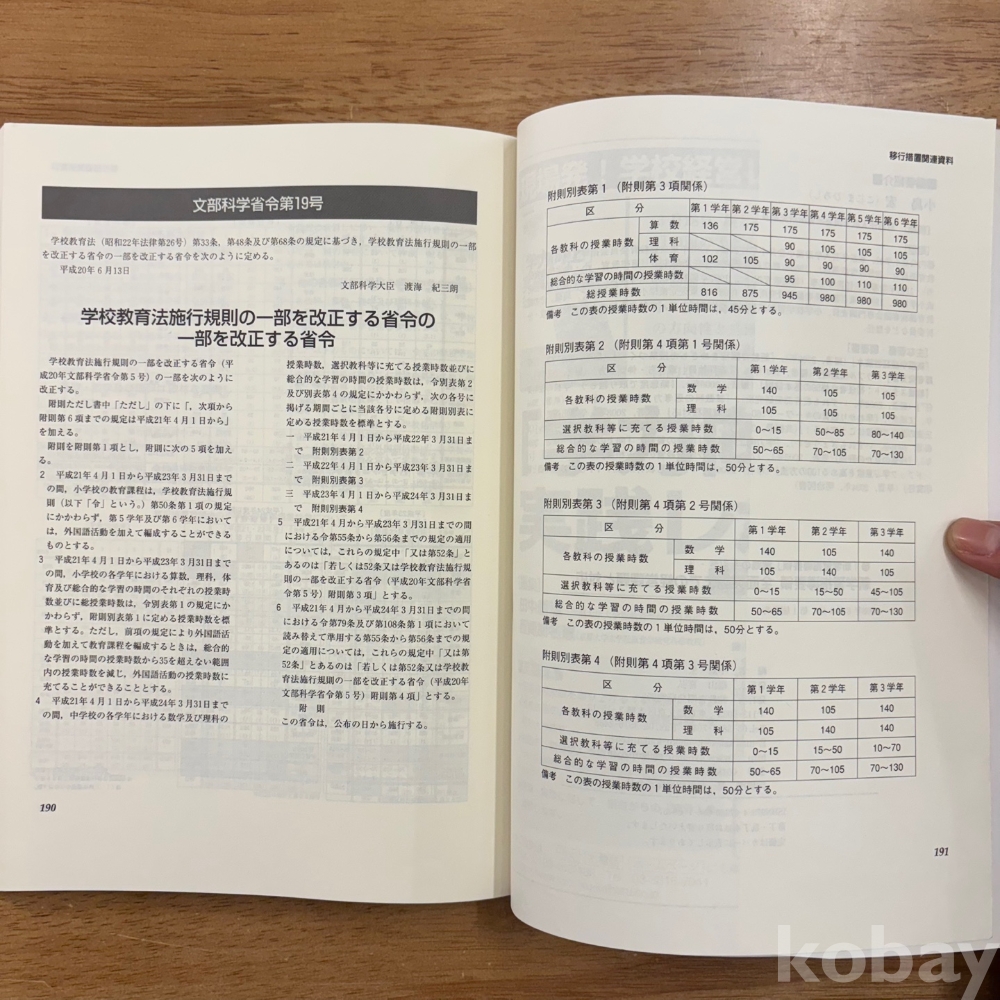 文部科学省令第19号
学校教育法（昭和22年法律第26号）第33条，第48条及び第68条の規定に基づき，学校教育法施行規則の一部
を改正する省令の一部を改正する省令を次のように定める。
平成20年６月13日
文部科学大臣　渡海　紀三朗
学校教育法施行規則の一部を改正する省令の
一部を改正する省令
学校教育法施行規則の一部を改正する省令（平
成20年文部科学省令第５号）の一部を次のように
改正する。
附則ただし書中「ただし」の下に「，次項から
附則第６項までの規定は平成21年４月１日から」
を加える。
附則を附則第１項とし，附則に次の５項を加え
る。
２　平成21年４月１日から平成23年３月31日まで
の間，小学校の教育課程は，学校教育法施行規
則（以下「令」という。）第50条第１項の規定
にかかわらず，第５学年及び第６学年において
は，外国語活動を加えて編成することができる
ものとする。
３　平成21年４月１日から平成23年３月31日まで
の間，小学校の各学年における算数，理科，体
育及び総合的な学習の時間のそれぞれの授業時
数並びに総授業時数は，令別表第１の規定にか
かわらず，附則別表第１に定める授業時数を標
準とする。ただし，前項の規定により外国語活
動を加えて教育課程を編成するときは，総合的
な学習の時間の授業時数から35を超えない範囲
内の授業時数を減じ，外国語活動の授業時数に
充てることができることとする。
４　平成21年４月１日から平成24年３月31日まで
の間，中学校の各学年における数学及び理科の
授業時数，選択教科等に充てる授業時数並びに
総合的な学習の時間の授業時数は，令別表第２
及び別表第４の規定にかかわらず，次の各号に
掲げる期間ごとに当該各号に定める附則別表に
定める授業時数を標準とする。
一　平成21年４月１日から平成22年３月31日ま
で　附則別表第２
二　平成22年４月１日から平成23年３月31日ま
で　附則別表第３
三　平成23年４月１日から平成24年３月31日ま
で　附則別表第４
５　平成21年４月から平成23年３月31日までの間
における令第55条から第56条までの規定の適用
については，これらの規定中「又は第52条」と
あるのは「若しくは52条又は学校教育法施行規
則の一部を改正する省令（平成20年文部科学省
令第５号）附則第３項」とする。
６　平成21年４月から平成24年３月31日までの間
における令第79条及び第108条第１項において
読み替えて準用する第55条から第56条までの規
定の適用については，これらの規定中「又は第
52条」とあるのは「若しくは第52条又は学校教
育法施行規則の一部を改正する省令（平成20年
文部科学省令第５号）附則第４項」とする。
附　則
この省令は，公布の日から施行する。
190
移行措置関連資料
附則別表第１（附則第３項関係）
区　分　第１学年　第２学年　第３学年　第４学年　第５学年　第６学年
各教科の授業時数
算　数　136　175　175　175　175　175
理　科　90　105　105　105
体　育　102　105　90　90　90　90
総合的な学習の時間の授業時数　95　100　110　110
総授業時数　816　875　945　980　980　980
備考　この表の授業時数の１単位時間は，45分とする。
附則別表第２（附則第４項第１号関係）
区　分　第１学年　第２学年　第３学年
各教科の授業時数
数　学　140　105　105
理　科　105　105　105
選択教科等に充てる授業時数　0〜15　50〜85　80〜140
総合的な学習の時間の授業時数　50〜65　70〜105　70〜130
備考　この表の授業時数の１単位時間は，50分とする。
附則別表第３（附則第４項第２号関係）
区　分　第１学年　第２学年　第３学年
各教科の授業時数
数　学　140　105　140
理　科　105　140　105
選択教科等に充てる授業時数　0〜15　15〜50　45〜105
総合的な学習の時間の授業時数　50〜65　70〜105　70〜130
備考　この表の授業時数の１単位時間は，50分とする。
附則別表第４（附則第４項第３号関係）
区　分　第１学年　第２学年　第３学年
各教科の授業時数
数　学　140　105　140
理　科　105　140　140
選択教科等に充てる授業時数　0〜15　15〜50　10〜70
総合的な学習の時間の授業時数　50〜65　70〜105　70〜130
備考　この表の授業時数の１単位時間は，50分とする。
191
kobay